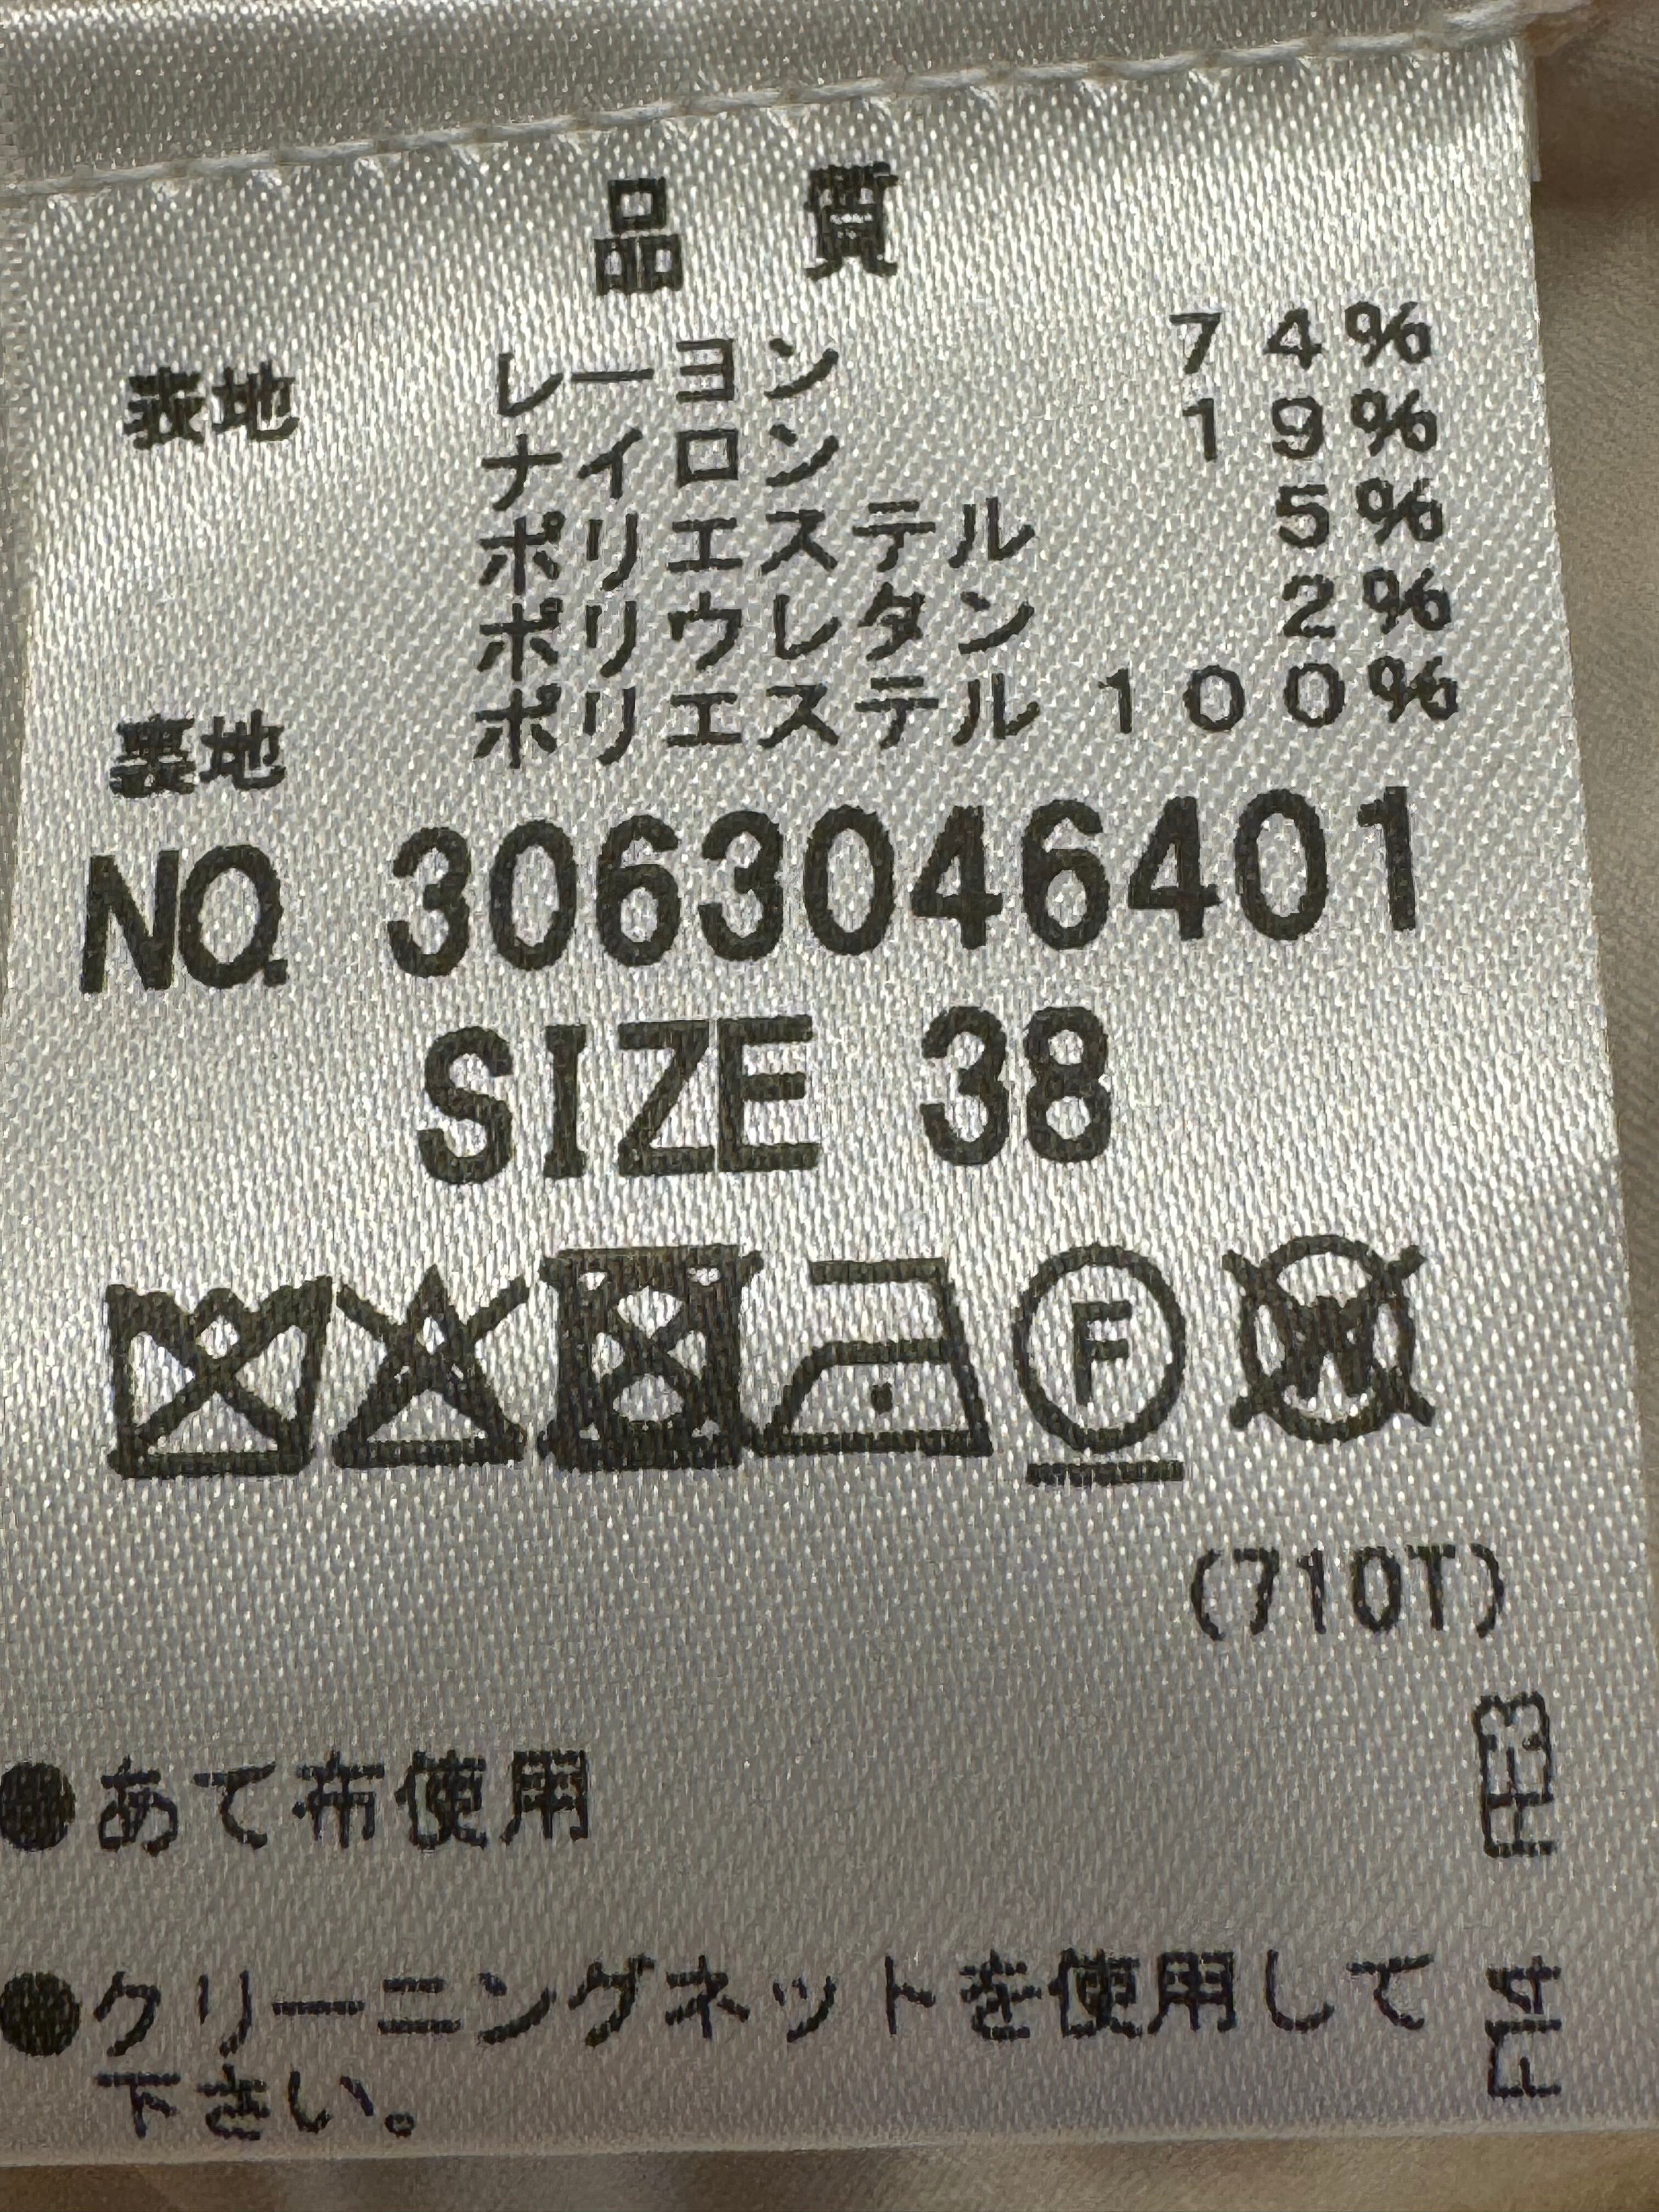 品質
表地 レーヨン 74%
ナイロン 19%
ポリエステル 5%
ポリウレタン 2%
裏地 ポリエステル 100%
NO. 3063046401
SIZE 38
F
W
(710T)
●あて布使用
●クリーニングネットを使用して
下さい。